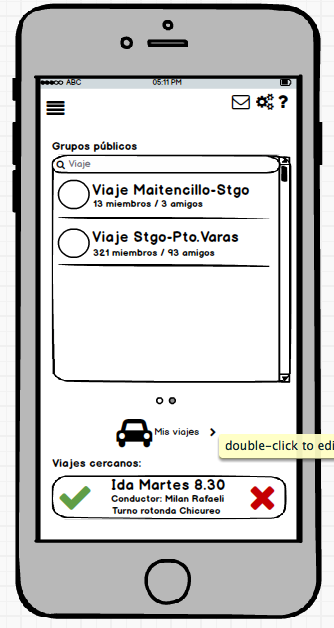 ABC 05:11 PM
?
Grupos públicos
Viaje
Viaje Maitencillo-Stgo
13 miembros / 3 amigos
Viaje Stgo-Pto.Varas
321 miembros / 93 amigos
Mis viajes
double-click to edi
Viajes cercanos:
Ida Martes 8.30
Conductor: Milan Rafaeli
Turno rotonda Chicureo